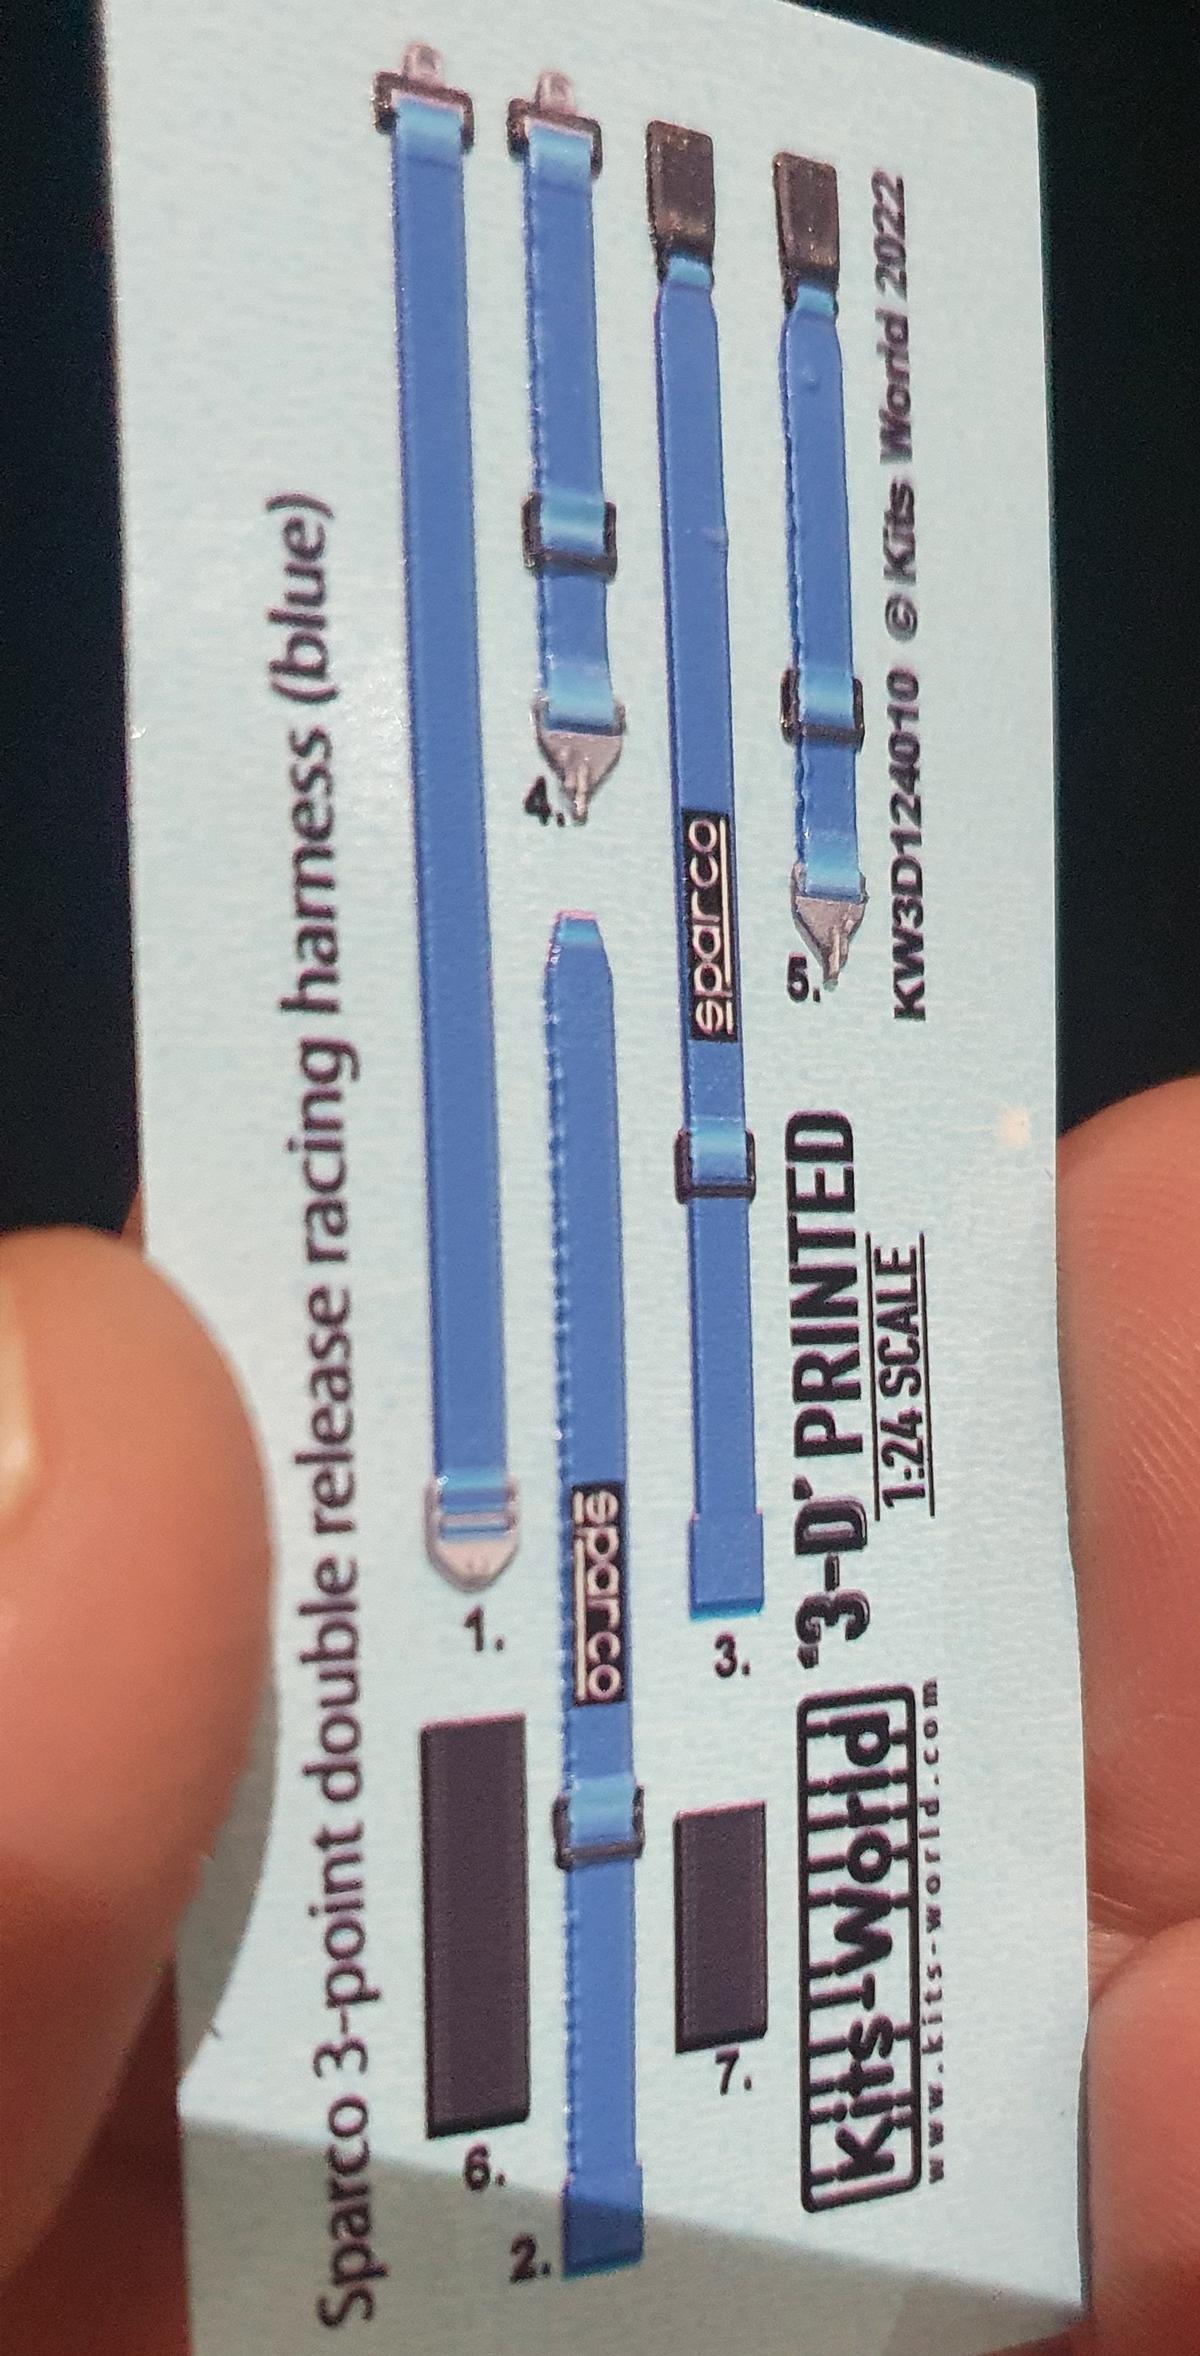 Sparco 3-point double release racing harness (blue)
6.
1.
2.
sparco
4.
7.
3.
sparco
5.
Kits-World
www.kits-world.com
'3-D' PRINTED
1:24 SCALE
KW3D124010 © Kits World 2022